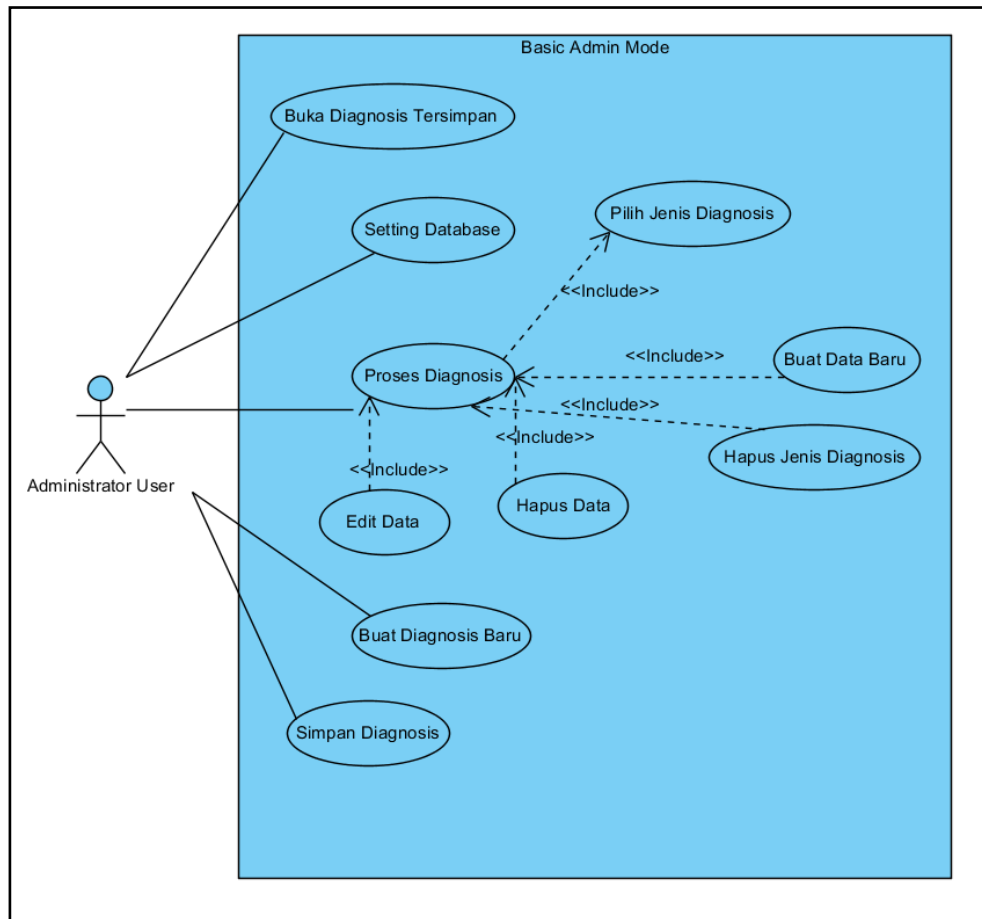 Basic Admin Mode
Buka Diagnosis Tersimpan
Pilih Jenis Diagnosis
Setting Database
<<Include>>
Proses Diagnosis
<<Include>>
Buat Data Baru
<<Include>>
Administrator User
<<Include>>
<<Include>>
Hapus Jenis Diagnosis
Edit Data
Hapus Data
Buat Diagnosis Baru
Simpan Diagnosis